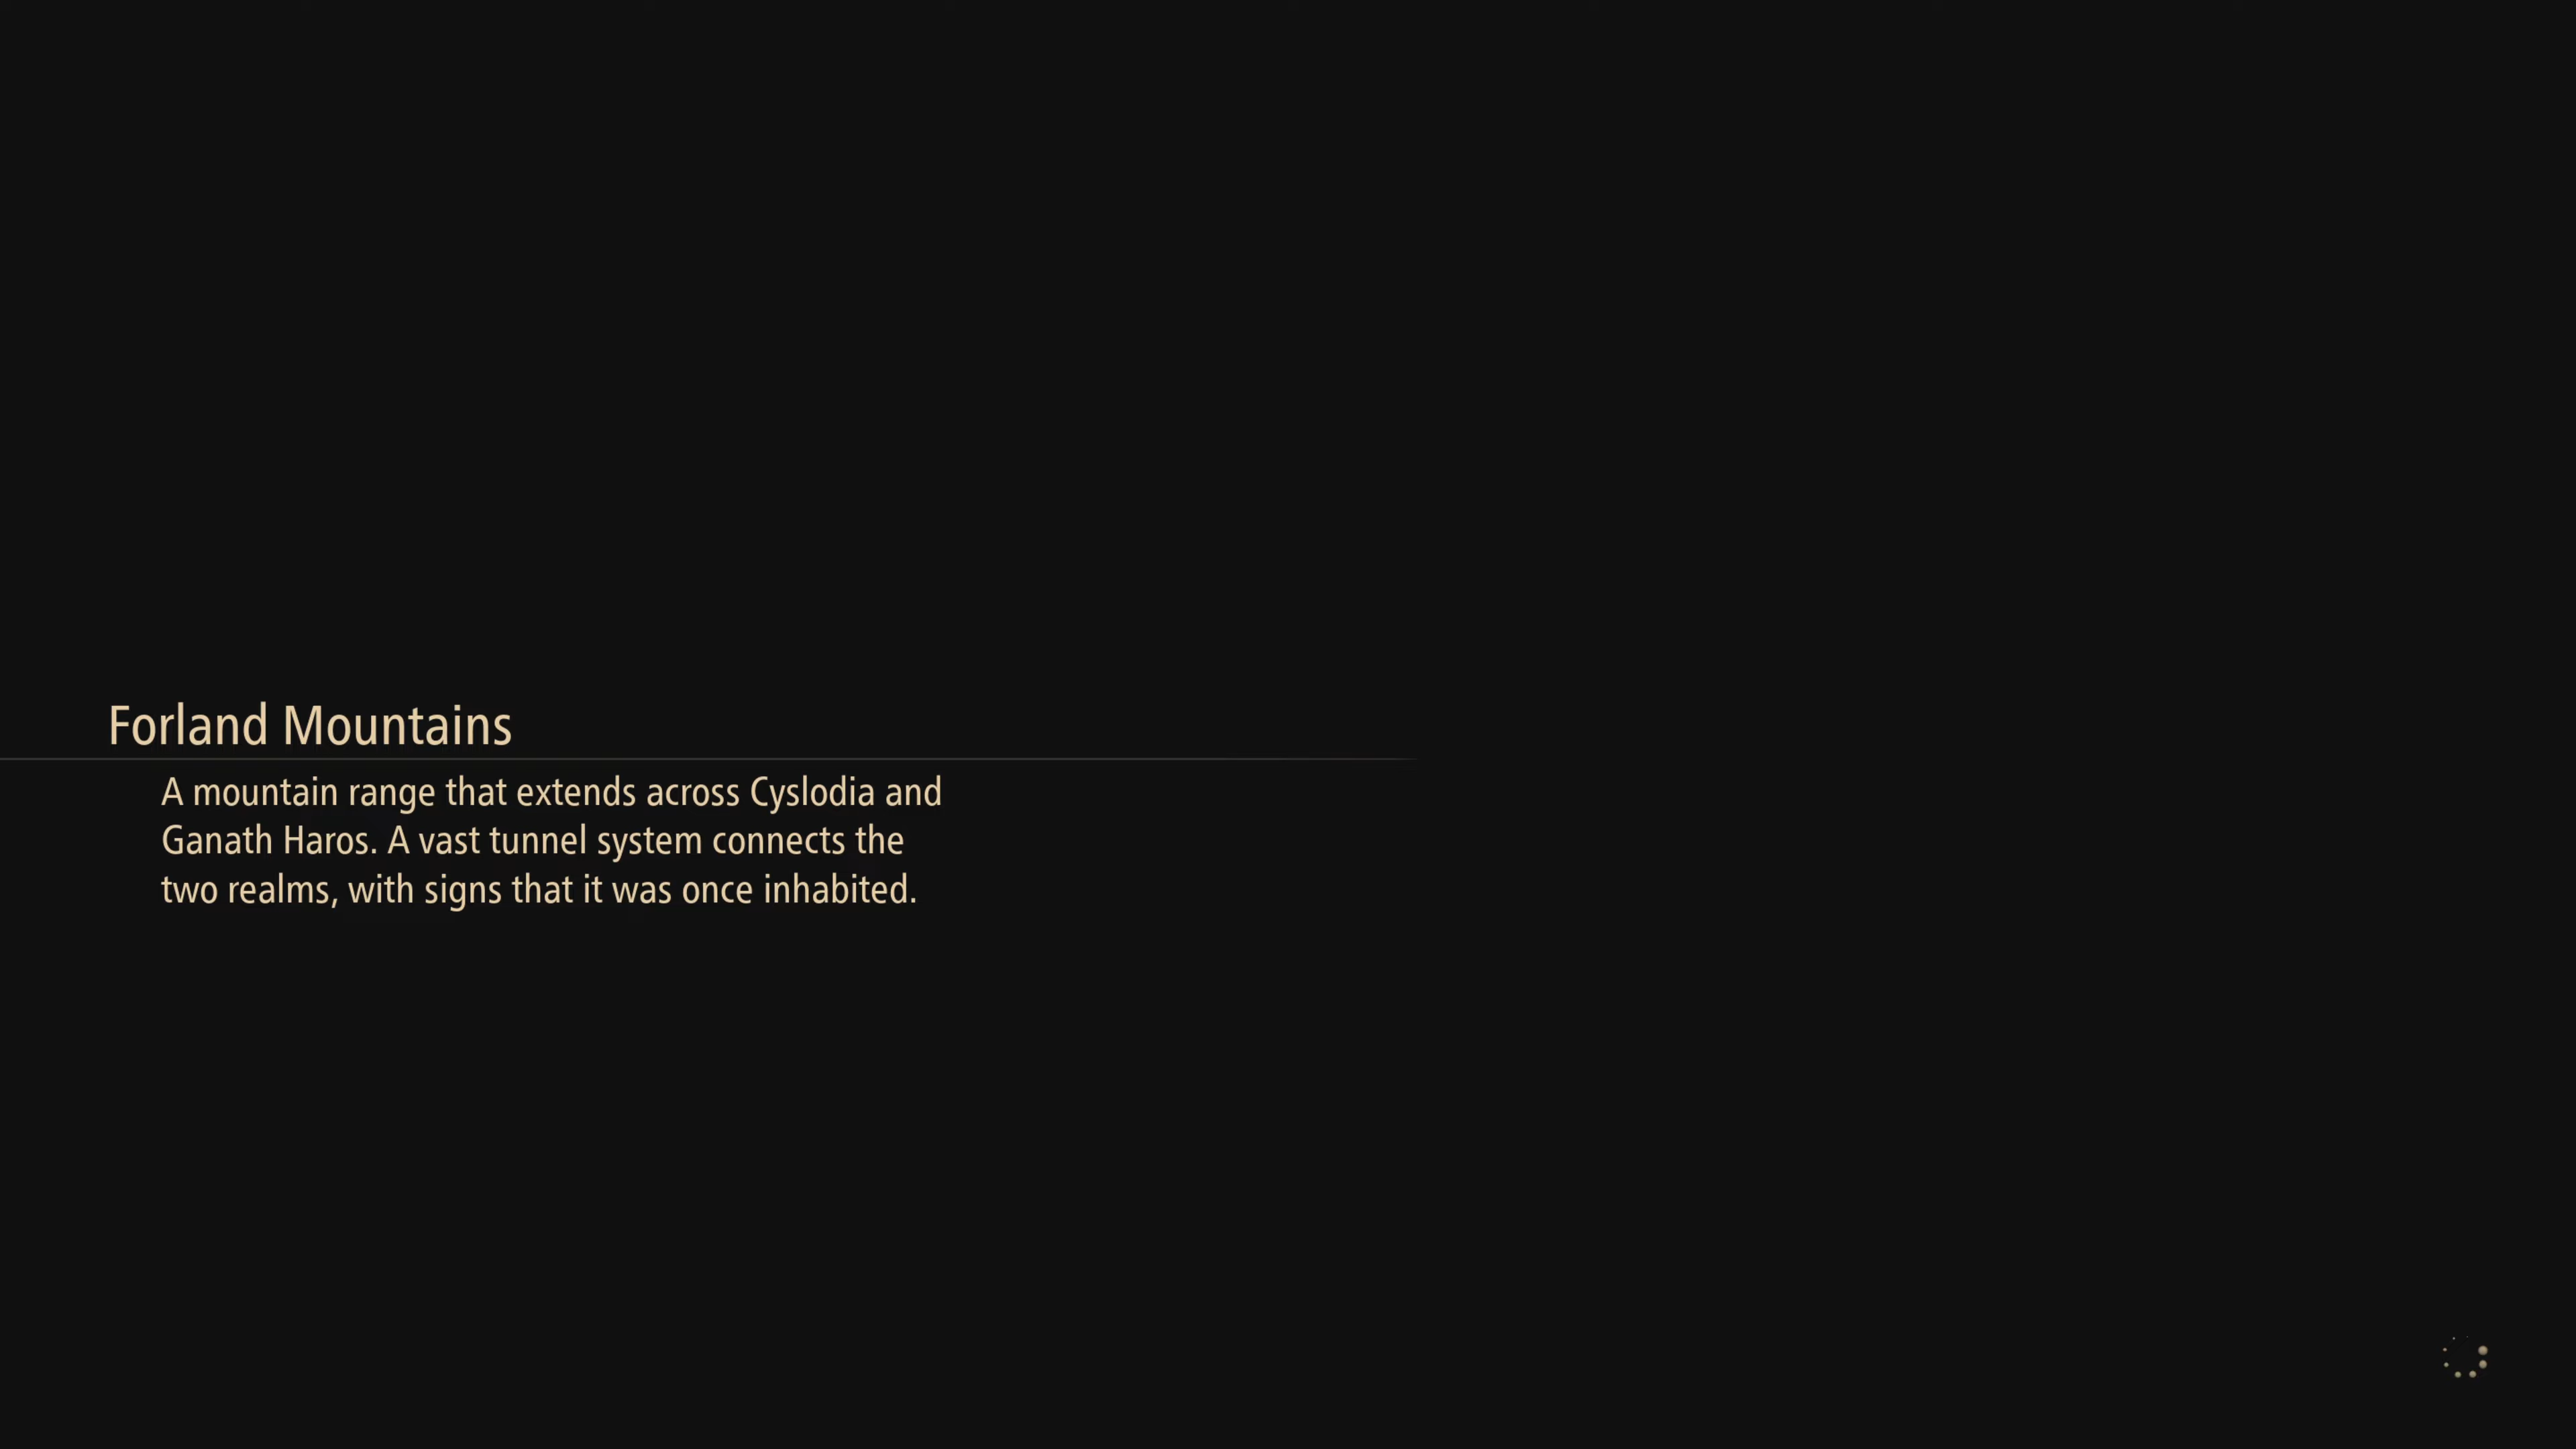 Forland Mountains
A mountain range that extends across Cyslodia and
Ganath Haros. A vast tunnel system connects the
two realms, with signs that it was once inhabited.